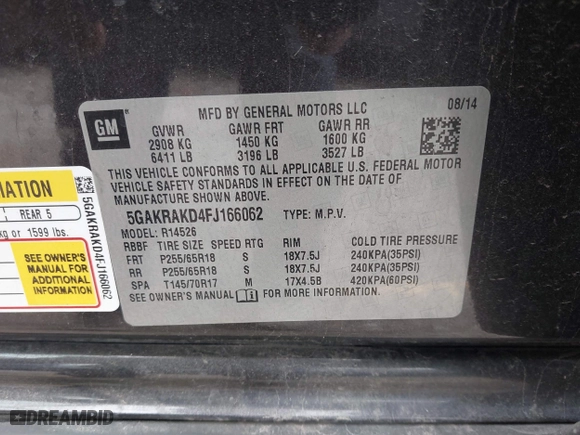 GM
MFD BY GENERAL MOTORS LLC 08/14
GVWR GAWR FRT GAWR RR
2908 KG 1450 KG 1600 KG
6411 LB 3196 LB 3527 LB
THIS VEHICLE CONFORMS TO ALL APPLICABLE U.S. FEDERAL MOTOR
VEHICLE SAFETY STANDARDS IN EFFECT ON THE DATE OF
MANUFACTURE SHOWN ABOVE.
5GAKRAKD4FJ166062 TYPE: M.P.V.
MODEL: R14526
RBBF TIRE SIZE SPEED RTG RIM COLD TIRE PRESSURE
FRT P255/65R18 S 18X7.5J 240KPA(35PSI)
RR P255/65R18 S 18X7.5J 240KPA(35PSI)
SPA T145/70R17 M 17X4.5B 420KPA(60PSI)
SEE OWNER'S MANUAL FOR ADDITIONAL INFORMATION.
MATION
REAR 5
kg or 1599 lbs.
SEE OWNER'S
MANUAL FOR
ADDITIONAL
INFORMATION
5GAKRAKD4FJ166062
DREAMBID